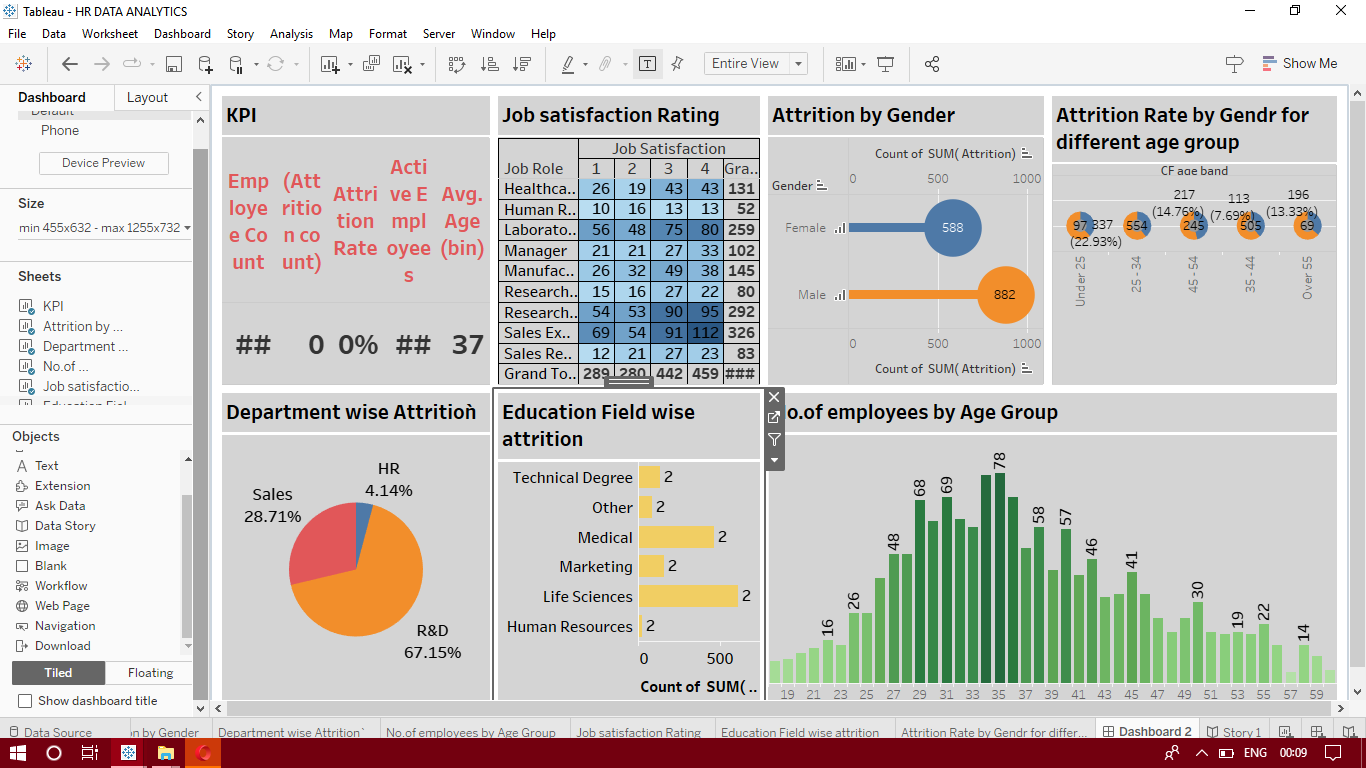 Tableau - HR DATA ANALYTICS
File Data Worksheet Dashboard Story Analysis Map Format Server Window Help
Entire View
Show Me
Dashboard Layout
Default
Phone
Device Preview
Size
min 455x632 - max 1255x732
Sheets
KPI
Attrition by ...
Department ...
No.of ...
Job satisfactio...
Objects
Text
Extension
Ask Data
Data Story
Image
Blank
Workflow
Web Page
Navigation
Download
Tiled Floating
Show dashboard title
KPI
Emp
loye
e Co
unt
(Att
ritio
n co
unt)
Attri
tion
Rate
Acti
ve E
mpl
oyee
s
Avg.
Age
(bin)
## 0 0% ## 37
Job satisfaction Rating
Job Satisfaction
Job Role 1 2 3 4 Gra..
Healthca.. 26 19 43 43 131
Human R.. 10 16 13 13 52
Laborato.. 56 48 75 80 259
Manager 21 21 27 33 102
Manufac.. 26 32 49 38 145
Research.. 15 16 27 22 80
Research.. 54 53 90 95 292
Sales Ex.. 69 54 91 112 326
Sales Re.. 12 21 27 23 83
Grand To.. 289 280 442 459 ###
Attrition by Gender
Count of SUM( Attrition)
0 500 1000
Gender
Female 588
Male 882
0 500 1000
Count of SUM( Attrition)
Attrition Rate by Gendr for
different age group
CF age band
217
(14.76%)
113
(7.69%)
196
(13.33%)
97 337
(22.93%)
554 245 505 69
Under 25 25 - 34 45 - 54 35 - 44 Over 55
Department wise Attrition`
HR
4.14%
Sales
28.71%
R&D
67.15%
Education Field wise
attrition
Technical Degree 2
Other 2
Medical 2
Marketing 2
Life Sciences 2
Human Resources 2
0 500
Count of SUM( ..
No.of employees by Age Group
16 26 48 68 69 78 58 57 46 41 30 19 22 14
19 21 23 25 27 29 31 33 35 37 39 41 43 45 47 49 51 53 55 57 59
Data Source
on by Gender
Department wise Attrition`
No.of employees by Age Group
Job satisfaction Rating
Education Field wise attrition
Attrition Rate by Gendr for differ...
Dashboard 2
Story 1
ENG 00:09